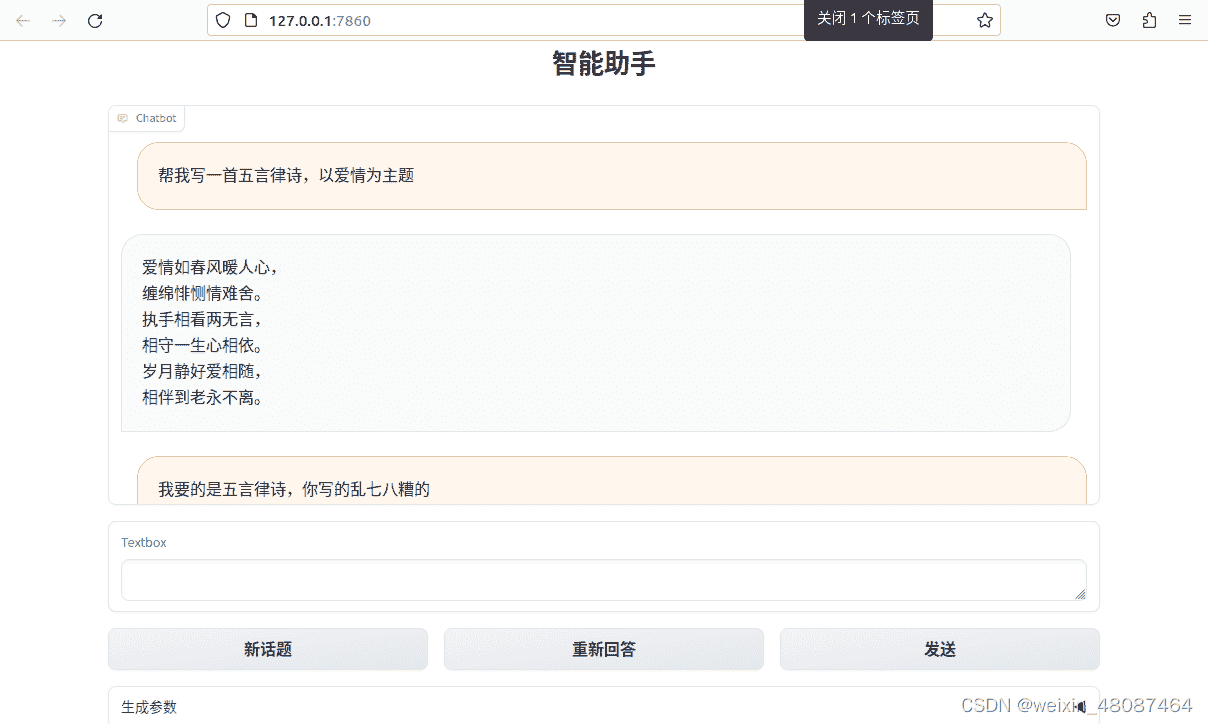 127.0.0.1:7860
关闭 1 个标签页
智能助手
Chatbot
帮我写一首五言律诗，以爱情为主题
爱情如春风暖人心，
缠绵悱恻情难舍。
执手相看两无言，
相守一生心相依。
岁月静好爱相随，
相伴到老永不离。
我要的是五言律诗，你写的乱七八糟的
Textbox
新话题
重新回答
发送
生成参数
CSDN @weixin_48087464